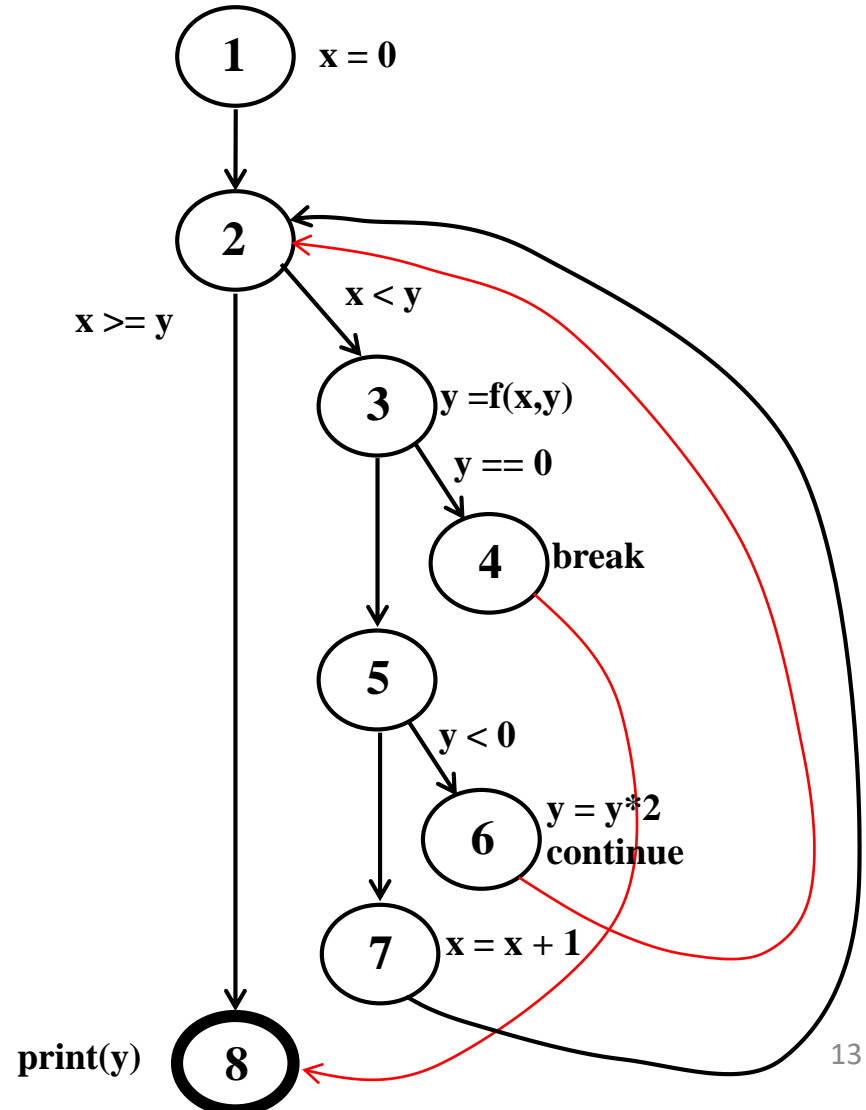 1 x = 0
2
x < y
x >= y
3 y =f(x,y)
y == 0
4 break
5
y < 0
y = y*2
6 continue
7 x = x + 1
print(y) 8
13